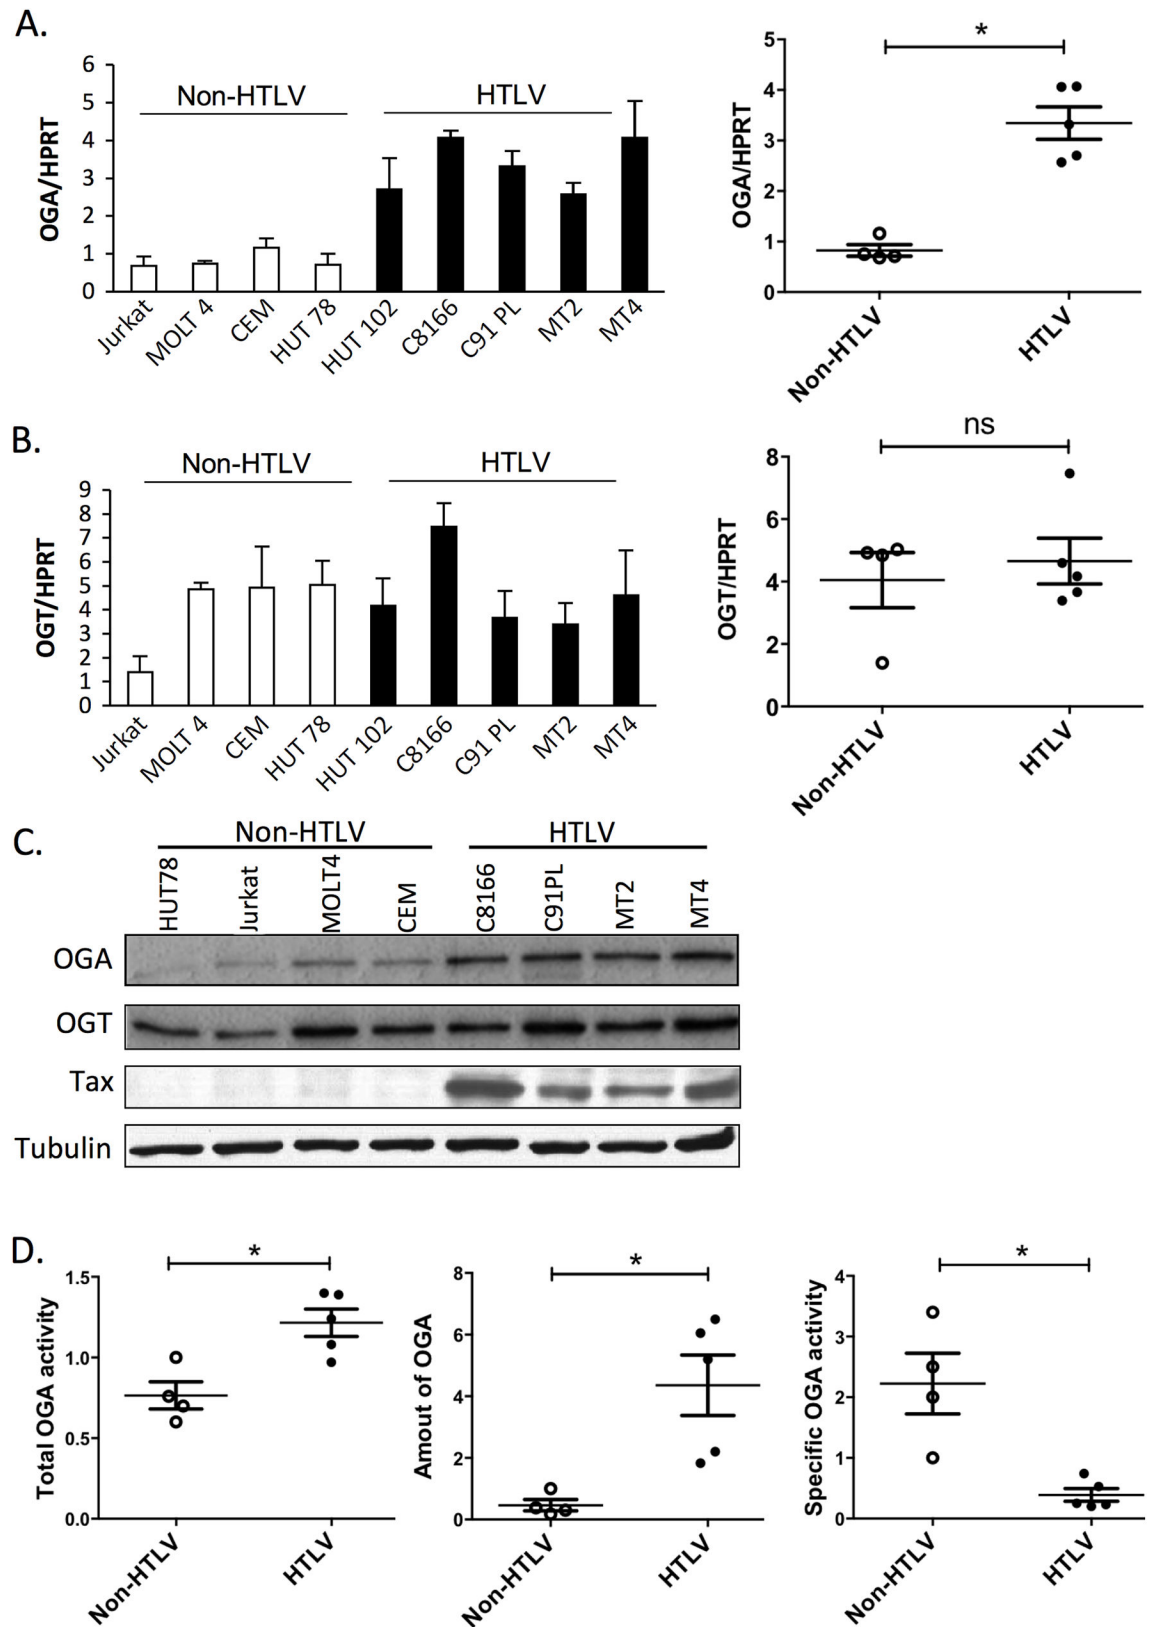 A.
6
5
4
3
2
1
0
OGA/HPRT
Non-HTLV
HTLV
Jurkat
MOLT 4
CEM
HUT 78
HUT 102
C8166
C91 PL
MT2
MT4
*
5
4
3
2
1
0
OGA/HPRT
Non-HTLV
HTLV
B.
9
8
7
6
5
4
3
2
1
0
OGT/HPRT
Non-HTLV
HTLV
Jurkat
MOLT 4
CEM
HUT 78
HUT 102
C8166
C91 PL
MT2
MT4
ns
8
6
4
2
0
OGT/HPRT
Non-HTLV
HTLV
C.
Non-HTLV
HTLV
HUT78
Jurkat
MOLT4
CEM
C8166
C91PL
MT2
MT4
OGA
OGT
Tax
Tubulin
D.
*
1.5
1.0
0.5
0.0
Total OGA activity
Non-HTLV
HTLV
*
8
6
4
2
0
Amout of OGA
Non-HTLV
HTLV
*
4
3
2
1
0
Specific OGA activity
Non-HTLV
HTLV